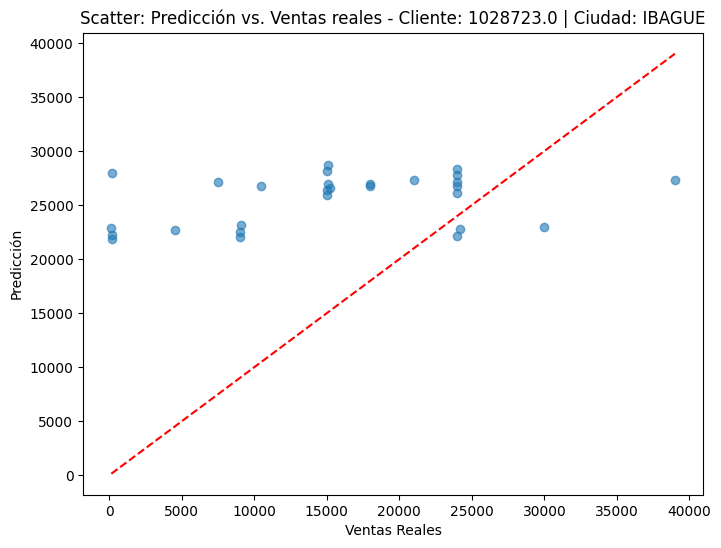 Scatter: Predicción vs. Ventas reales - Cliente: 1028723.0 | Ciudad: IBAGUE
40000
35000
30000
25000
20000
15000
10000
5000
0
Predicción
0 5000 10000 15000 20000 25000 30000 35000 40000
Ventas Reales